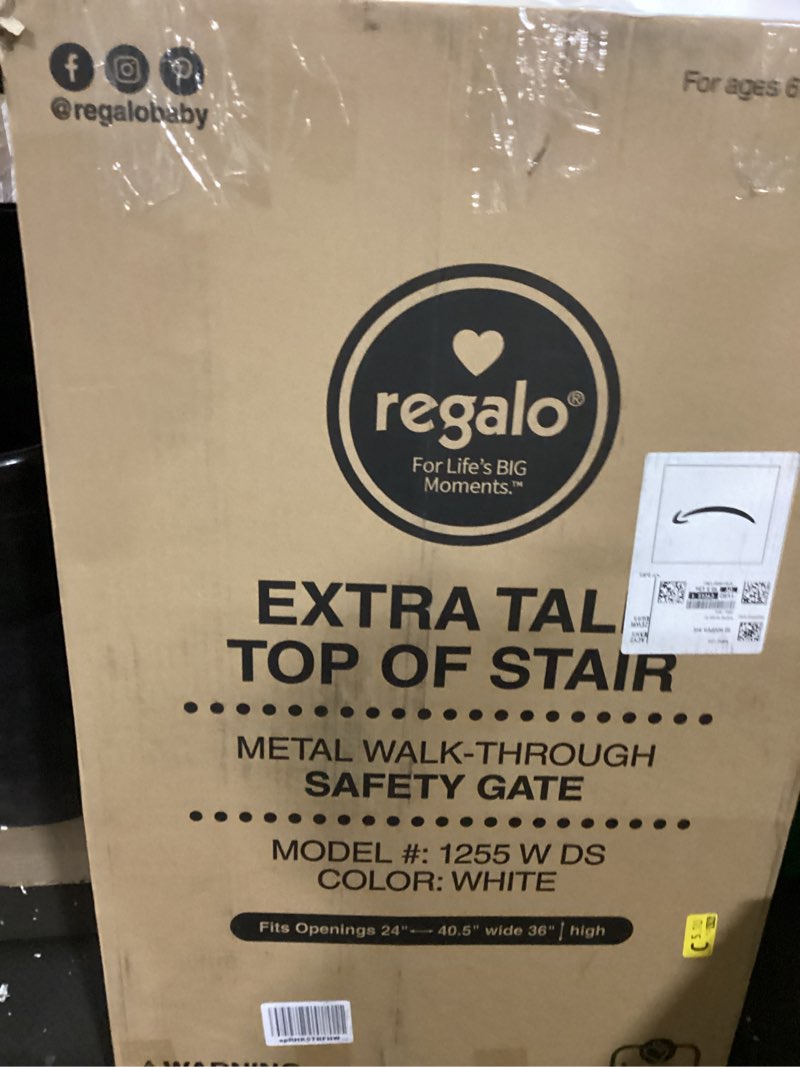 @regalobaby
For ages 6
regalo®
For Life's BIG
Moments.™
EXTRA TAL
TOP OF STAIR
METAL WALK-THROUGH
SAFETY GATE
MODEL #: 1255 W DS
COLOR: WHITE
Fits Openings 24" — 40.5" wide 36" high
C
WARNING